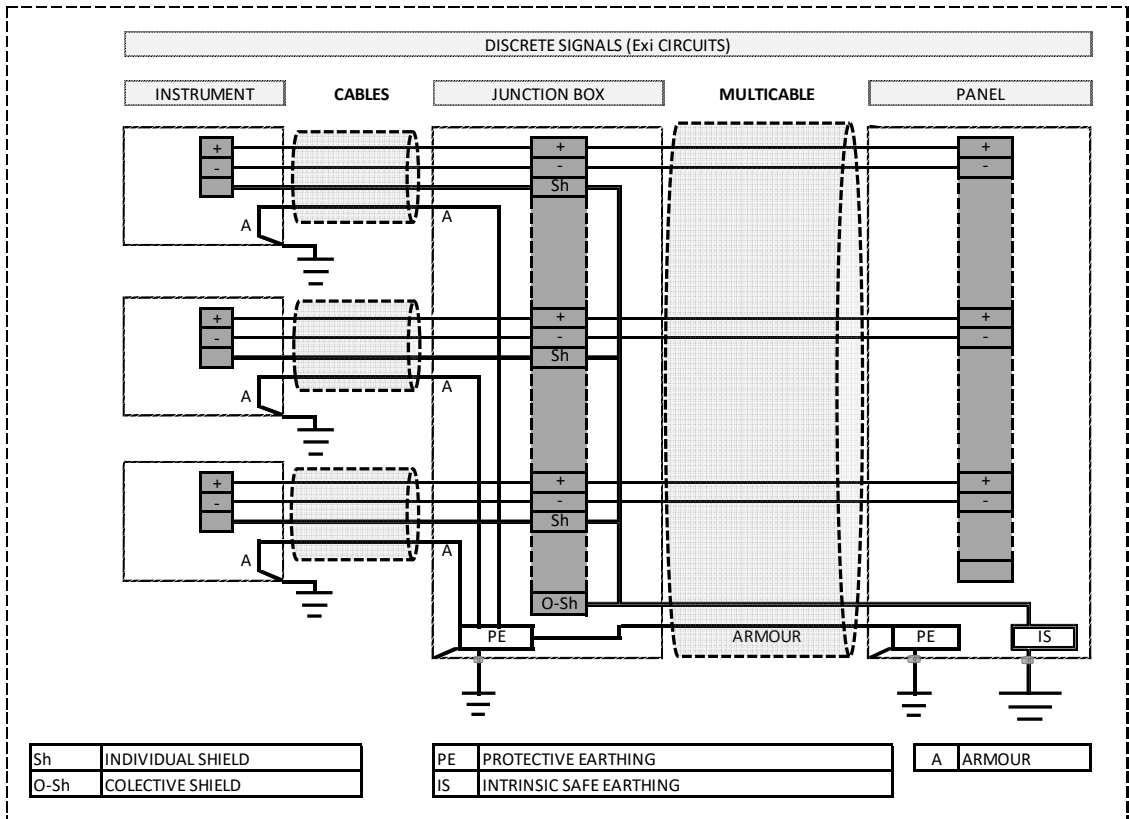 DISCRETE SIGNALS (Exi CIRCUITS)
INSTRUMENT CABLES JUNCTION BOX MULTICABLE PANEL
+ + +
- - -
Sh
A A
+ + +
- - -
Sh
A A
+ + +
- - -
Sh
A A
O-Sh
PE ARMOUR PE IS
Sh INDIVIDUAL SHIELD PE PROTECTIVE EARTHING A ARMOUR
O-Sh COLECTIVE SHIELD IS INTRINSIC SAFE EARTHING